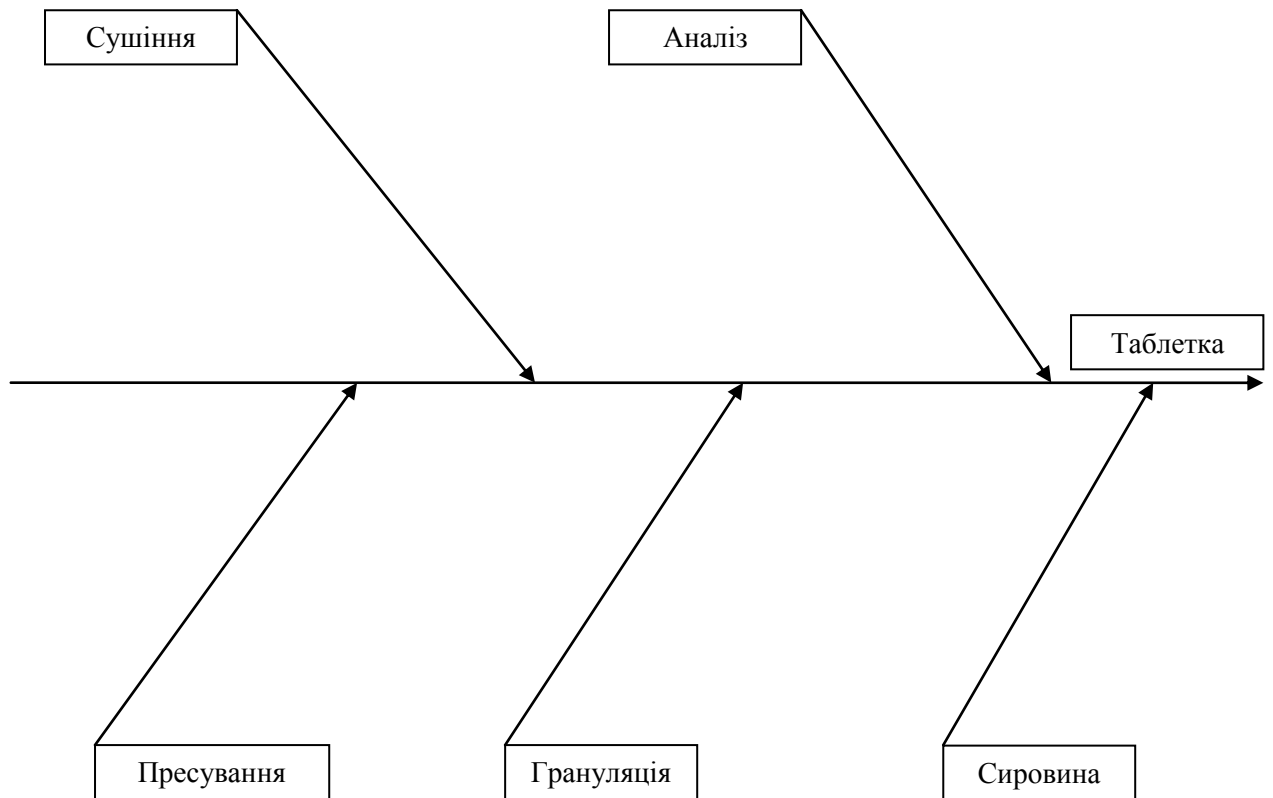 Сушіння
Аналіз
Таблетка
Пресування
Грануляція
Сировина